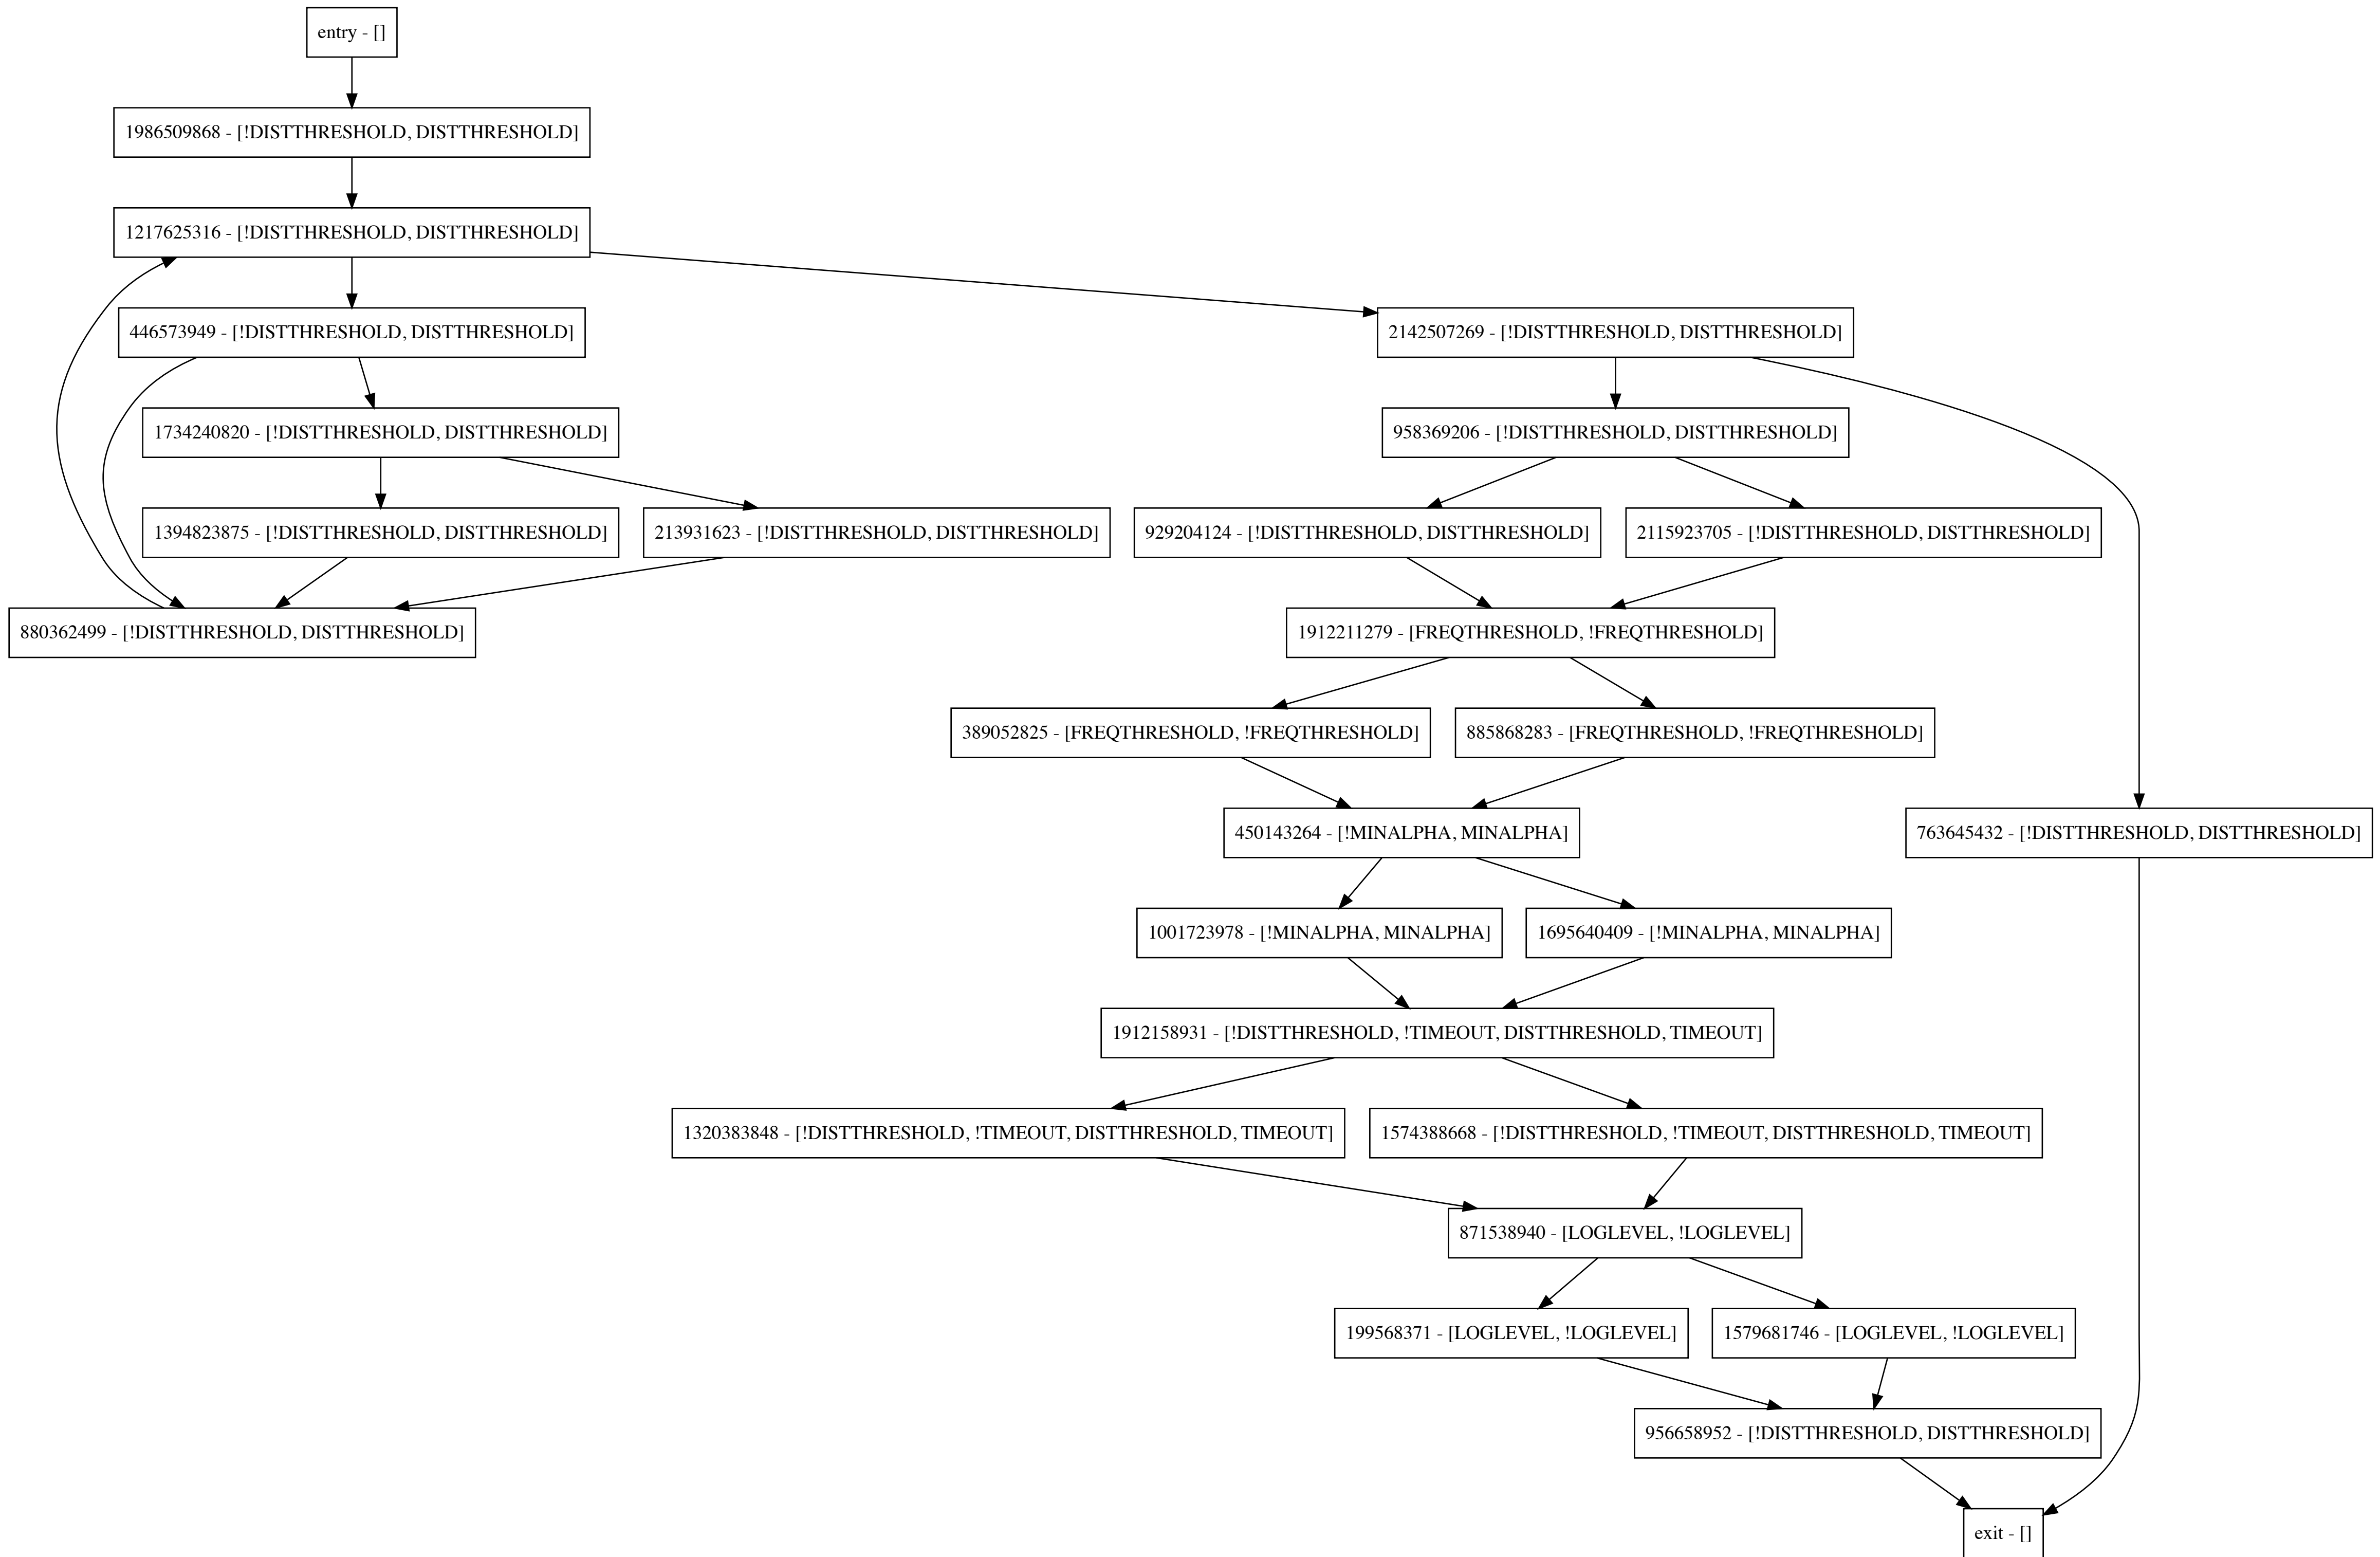 entry - []
1986509868 - [!DISTTHRESHOLD, DISTTHRESHOLD]
1217625316 - [!DISTTHRESHOLD, DISTTHRESHOLD]
446573949 - [!DISTTHRESHOLD, DISTTHRESHOLD]
2142507269 - [!DISTTHRESHOLD, DISTTHRESHOLD]
1734240820 - [!DISTTHRESHOLD, DISTTHRESHOLD]
958369206 - [!DISTTHRESHOLD, DISTTHRESHOLD]
1394823875 - [!DISTTHRESHOLD, DISTTHRESHOLD]
213931623 - [!DISTTHRESHOLD, DISTTHRESHOLD]
929204124 - [!DISTTHRESHOLD, DISTTHRESHOLD]
2115923705 - [!DISTTHRESHOLD, DISTTHRESHOLD]
880362499 - [!DISTTHRESHOLD, DISTTHRESHOLD]
1912211279 - [FREQTHRESHOLD, !FREQTHRESHOLD]
389052825 - [FREQTHRESHOLD, !FREQTHRESHOLD]
885868283 - [FREQTHRESHOLD, !FREQTHRESHOLD]
450143264 - [!MINALPHA, MINALPHA]
763645432 - [!DISTTHRESHOLD, DISTTHRESHOLD]
1001723978 - [!MINALPHA, MINALPHA]
1695640409 - [!MINALPHA, MINALPHA]
1912158931 - [!DISTTHRESHOLD, !TIMEOUT, DISTTHRESHOLD, TIMEOUT]
1320383848 - [!DISTTHRESHOLD, !TIMEOUT, DISTTHRESHOLD, TIMEOUT]
1574388668 - [!DISTTHRESHOLD, !TIMEOUT, DISTTHRESHOLD, TIMEOUT]
871538940 - [LOGLEVEL, !LOGLEVEL]
199568371 - [LOGLEVEL, !LOGLEVEL]
1579681746 - [LOGLEVEL, !LOGLEVEL]
956658952 - [!DISTTHRESHOLD, DISTTHRESHOLD]
exit - []